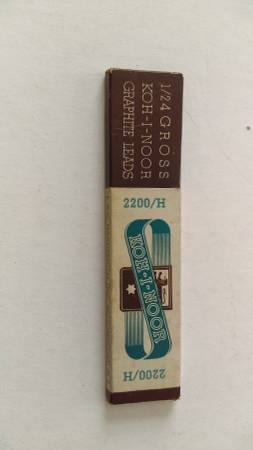 1/24 GROSS
KOH-I-NOOR
GRAPHITE LEADS
2200/H
KOH-I-NOOR
2200/H